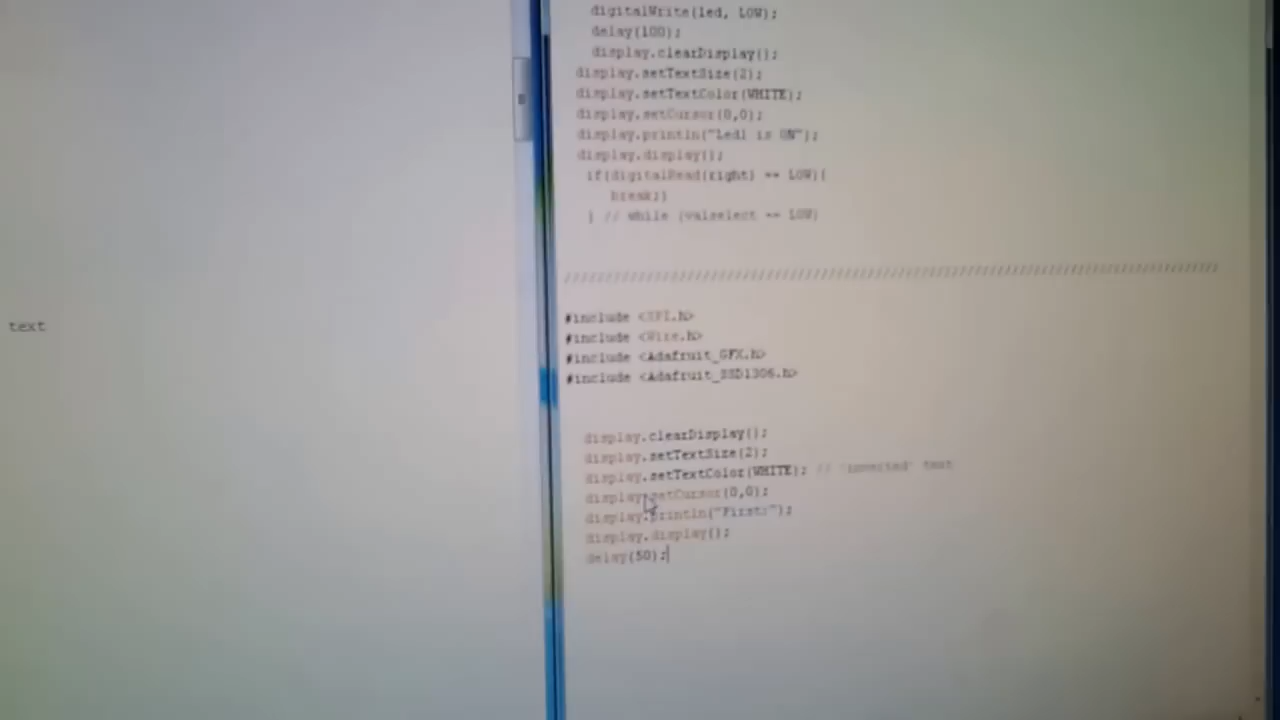 digitalWrite(led, LOW);
delay(100);
display.clearDisplay();
display.setTextSize(2);
display.setTextColor(WHITE);
display.setCursor(0,0);
display.println("Led1 is ON");
display.display();
if(digitalRead(right) == LOW){
break;}
} // while (valselect == LOW)
////////////////////////////////////////////////////////////////////////////////
#include <SPI.h>
#include <Wire.h>
#include <Adafruit_GFX.h>
#include <Adafruit_SSD1306.h>
text
display.clearDisplay();
display.setTextSize(2);
display.setTextColor(WHITE); // 'inverted' text
display.setCursor(0,0);
display.println("First:");
display.display();
delay(50);